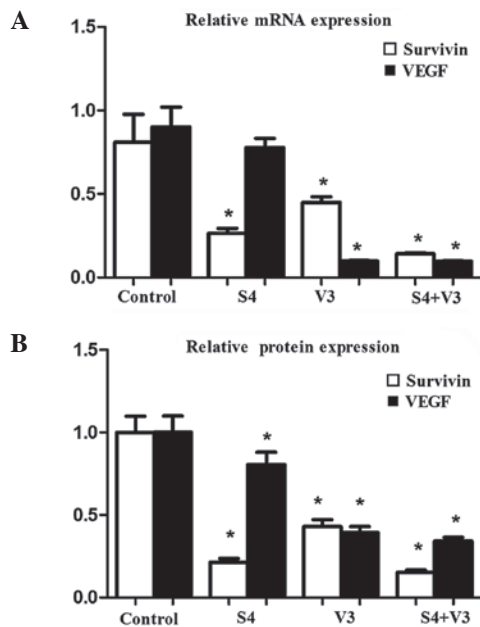 A
Relative mRNA expression
1.5
Survivin
VEGF
1.0
0.5
* * * * *
0.0
Control S4 V3 S4+V3
B
Relative protein expression
1.5
Survivin
VEGF
1.0
0.5
* * * * * *
0.0
Control S4 V3 S4+V3